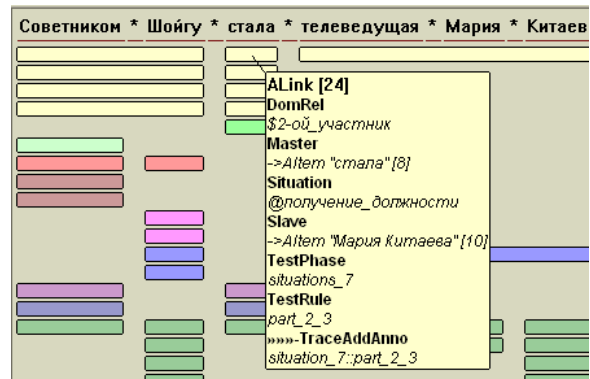 Советником * Шойгу * стала * телеведущая * Мария * Китаев
ALink [24]
DomRel
$2-ой_участник
Master
->AItem "стала" [8]
Situation
@получение_должности
Slave
->AItem "Мария Китаева" [10]
TestPhase
situations_7
TestRule
part_2_3
»»»-TraceAddAnno
situation_7::part_2_3